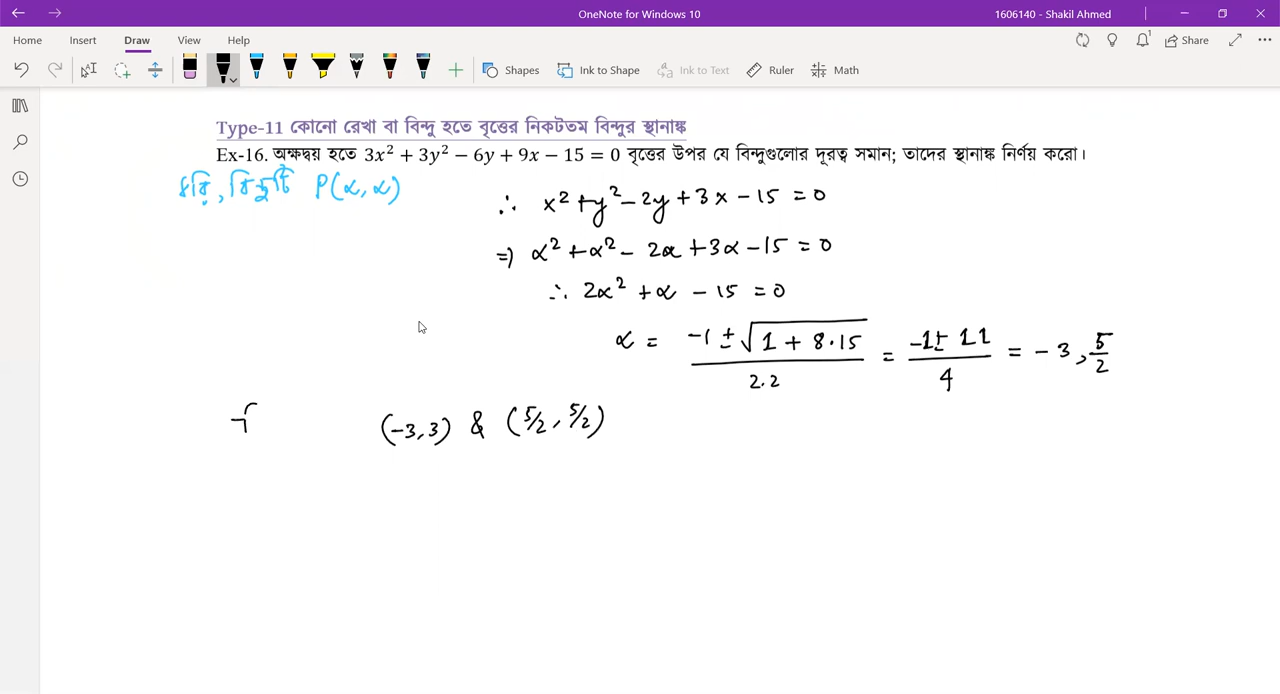 OneNote for Windows 10
1606140 - Shakil Ahmed
Home Insert Draw View Help
Share
Shapes Ink to Shape Ink to Text Ruler Math
Type-11 কোনো রেখা বা বিন্দু হতে বৃত্তের নিকটতম বিন্দুর স্থানাঙ্ক
Ex-16. অক্ষদ্বয় হতে 3x² + 3y² − 6y + 9x − 15 = 0 বৃত্তের উপর যে বিন্দুগুলোর দূরত্ব সমান; তাদের স্থানাঙ্ক নির্ণয় করো।
ধরি, বিন্দুটি P(α, α)
∴ x² + y² − 2y + 3x − 15 = 0
⇒ α² + α² − 2α + 3α − 15 = 0
∴ 2α² + α − 15 = 0
α = (−1 ± √(1 + 8·15)) / 2.2 = (−1 ± 11) / 4 = −3, 5/2
(−3, 3) & (5/2, 5/2)